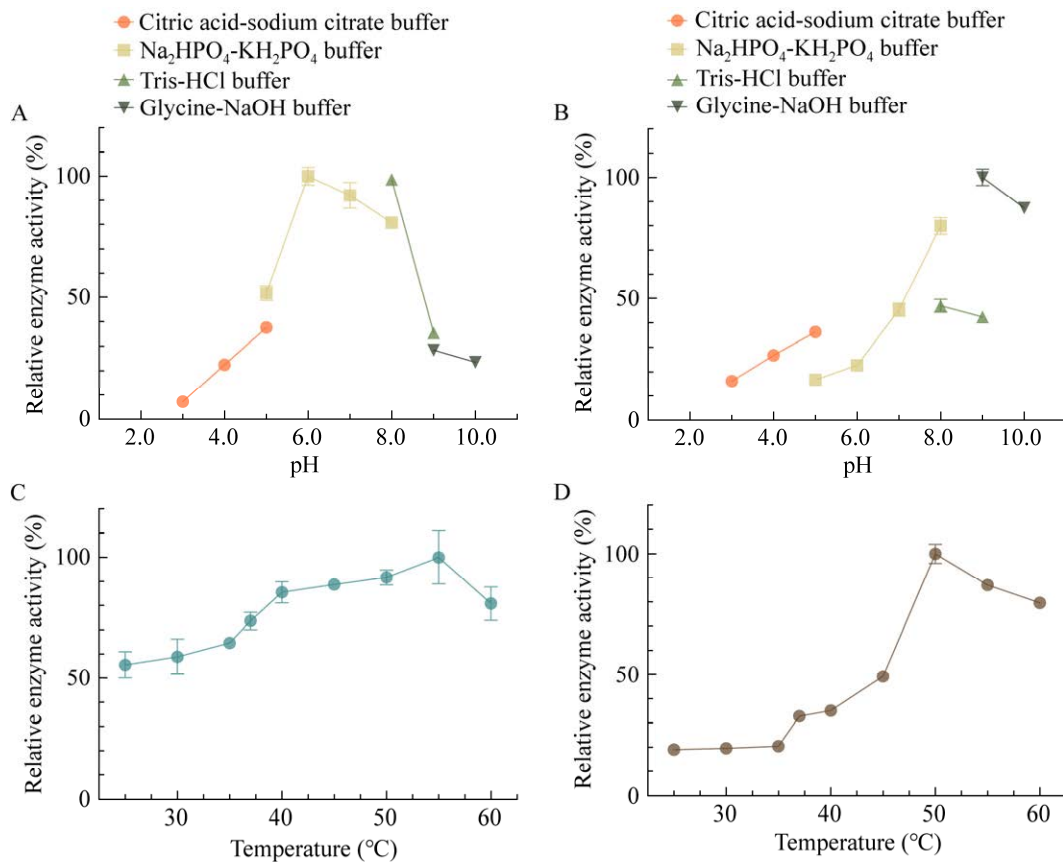 Citric acid-sodium citrate buffer
Na₂HPO₄-KH₂PO₄ buffer
Tris-HCl buffer
Glycine-NaOH buffer
A
Relative enzyme activity (%)
100
50
0
2.0 4.0 6.0 8.0 10.0
pH
Citric acid-sodium citrate buffer
Na₂HPO₄-KH₂PO₄ buffer
Tris-HCl buffer
Glycine-NaOH buffer
B
Relative enzyme activity (%)
100
50
0
2.0 4.0 6.0 8.0 10.0
pH
C
Relative enzyme activity (%)
100
50
0
30 40 50 60
Temperature (℃)
D
Relative enzyme activity (%)
100
50
0
30 40 50 60
Temperature (℃)